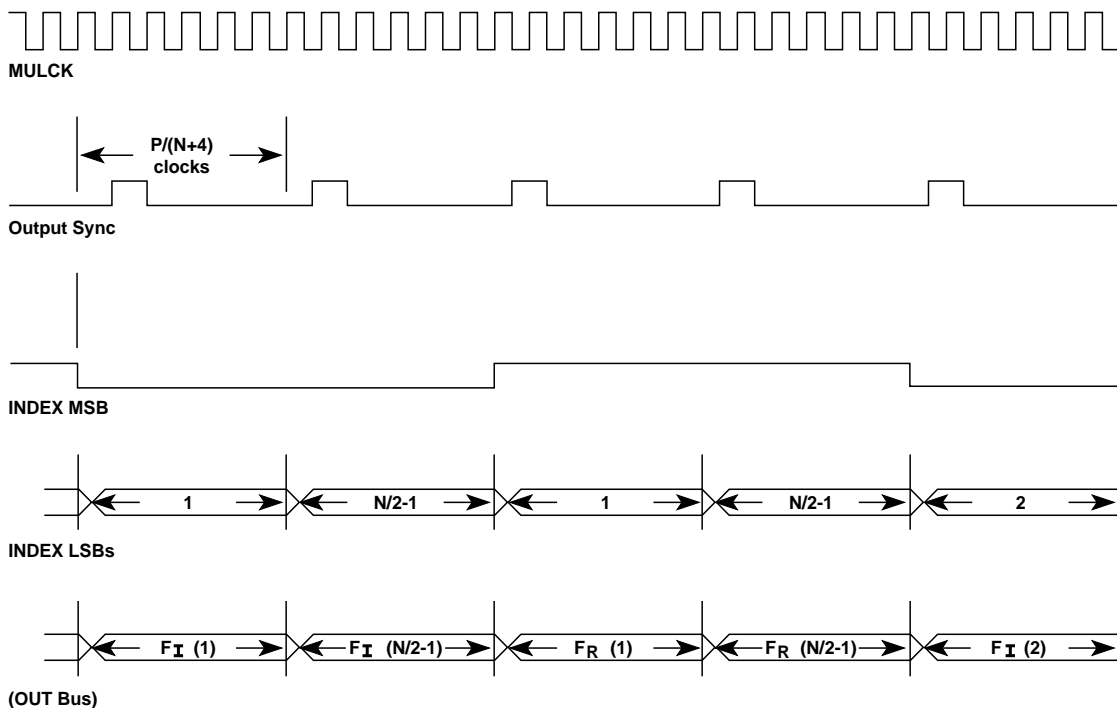 MULCK
P/(N+4)
clocks
Output Sync
INDEX MSB
1
N/2-1
1
N/2-1
2
INDEX LSBs
FI (1)
FI (N/2-1)
FR (1)
FR (N/2-1)
FI (2)
(OUT Bus)